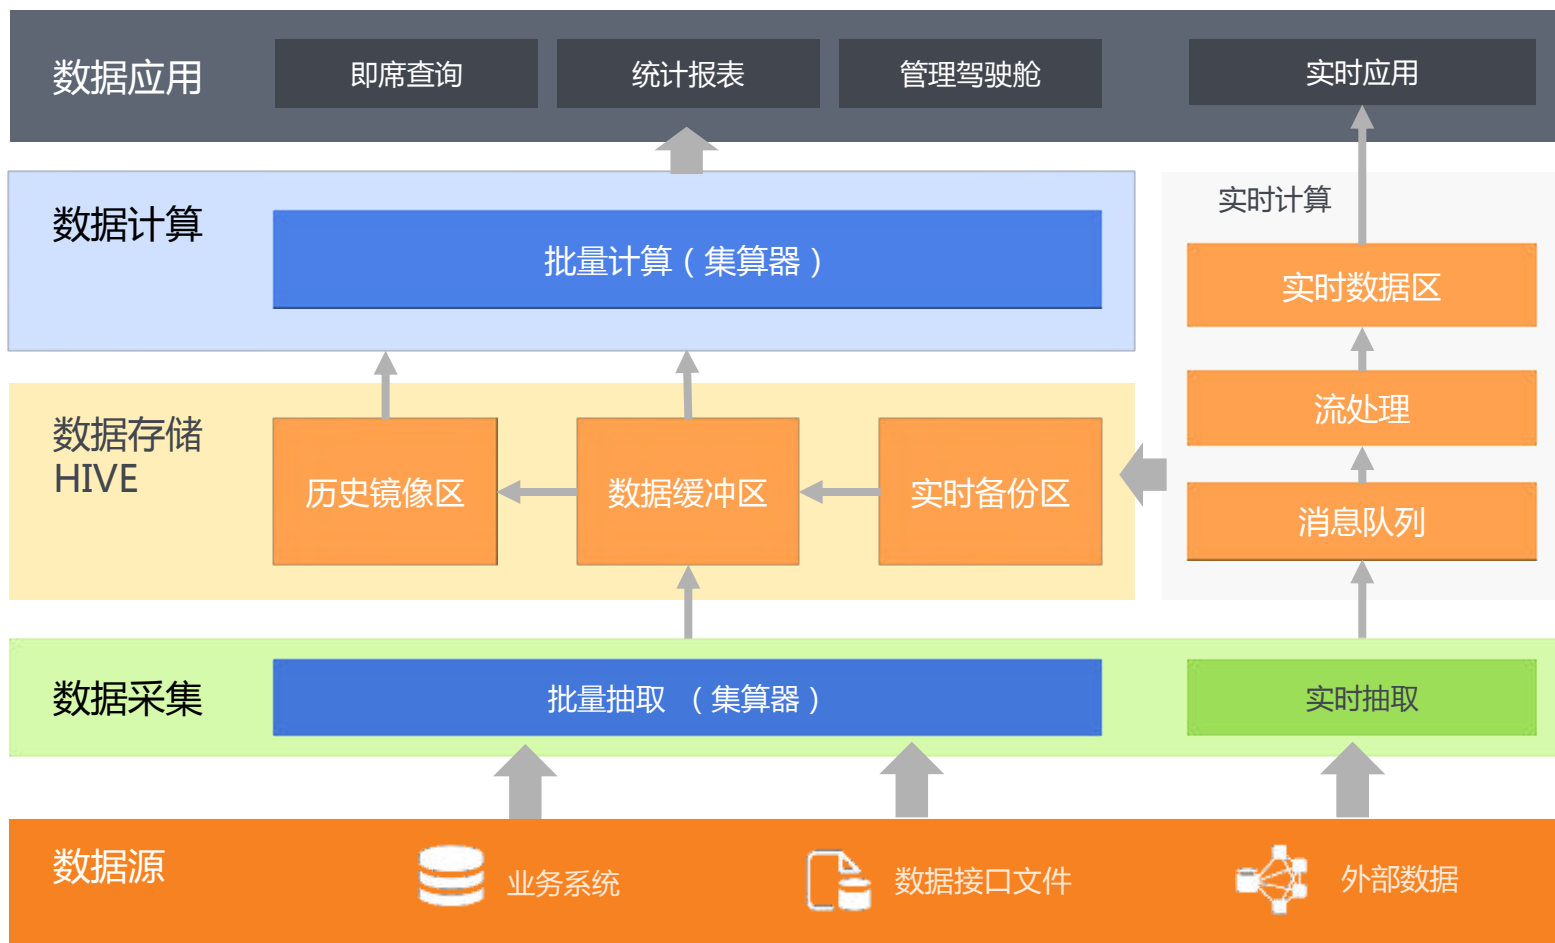 数据应用
即席查询
统计报表
管理驾驶舱
实时应用
数据计算
批量计算（集算器）
实时计算
实时数据区
流处理
消息队列
数据存储
HIVE
历史镜像区
数据缓冲区
实时备份区
数据采集
批量抽取 （集算器）
实时抽取
数据源
业务系统
数据接口文件
外部数据